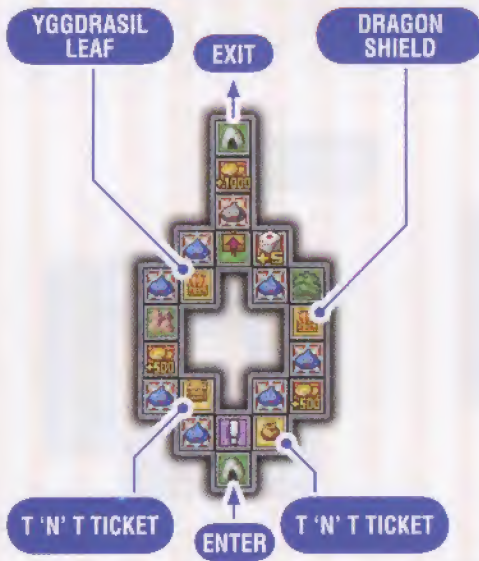 YGGDRASIL
LEAF
EXIT
DRAGON
SHIELD
+1000
+5
+500
+500
T 'N' T TICKET
ENTER
T 'N' T TICKET